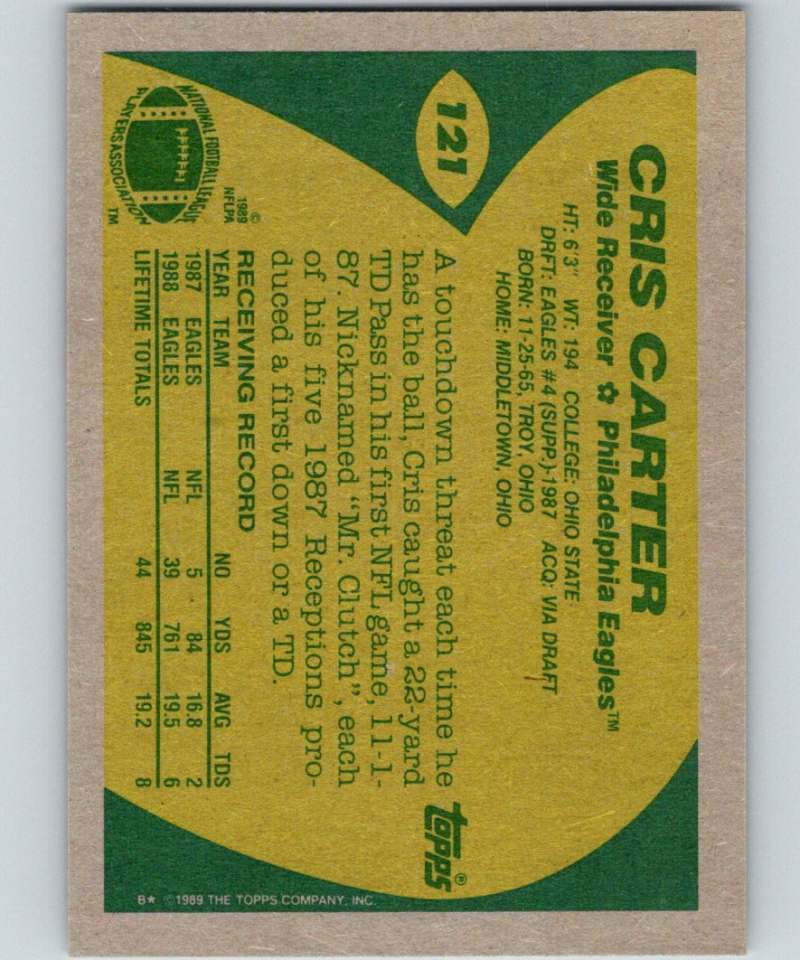 121
CRIS CARTER
Wide Receiver ✿ Philadelphia Eagles™
HT: 6'3" WT: 194 COLLEGE: OHIO STATE
DRFT: EAGLES #4 (SUPP.)-1987 ACQ: VIA DRAFT
BORN: 11-25-65, TROY, OHIO
HOME: MIDDLETOWN, OHIO
A touchdown threat each time he
has the ball, Cris caught a 22-yard
TD Pass in his first NFL game, 11-1-
87. Nicknamed "Mr. Clutch", each
of his five 1987 Receptions pro-
duced a first down or a TD.
topps®
NATIONAL FOOTBALL LEAGUE
PLAYERS ASSOCIATION
TM
©
1989
NFLPA
RECEIVING RECORD
YEAR TEAM NO YDS AVG TDS
1987 EAGLES NFL 5 84 16.8 2
1988 EAGLES NFL 39 761 19.5 6
LIFETIME TOTALS 44 845 19.2 8
B* ©1989 THE TOPPS COMPANY, INC.